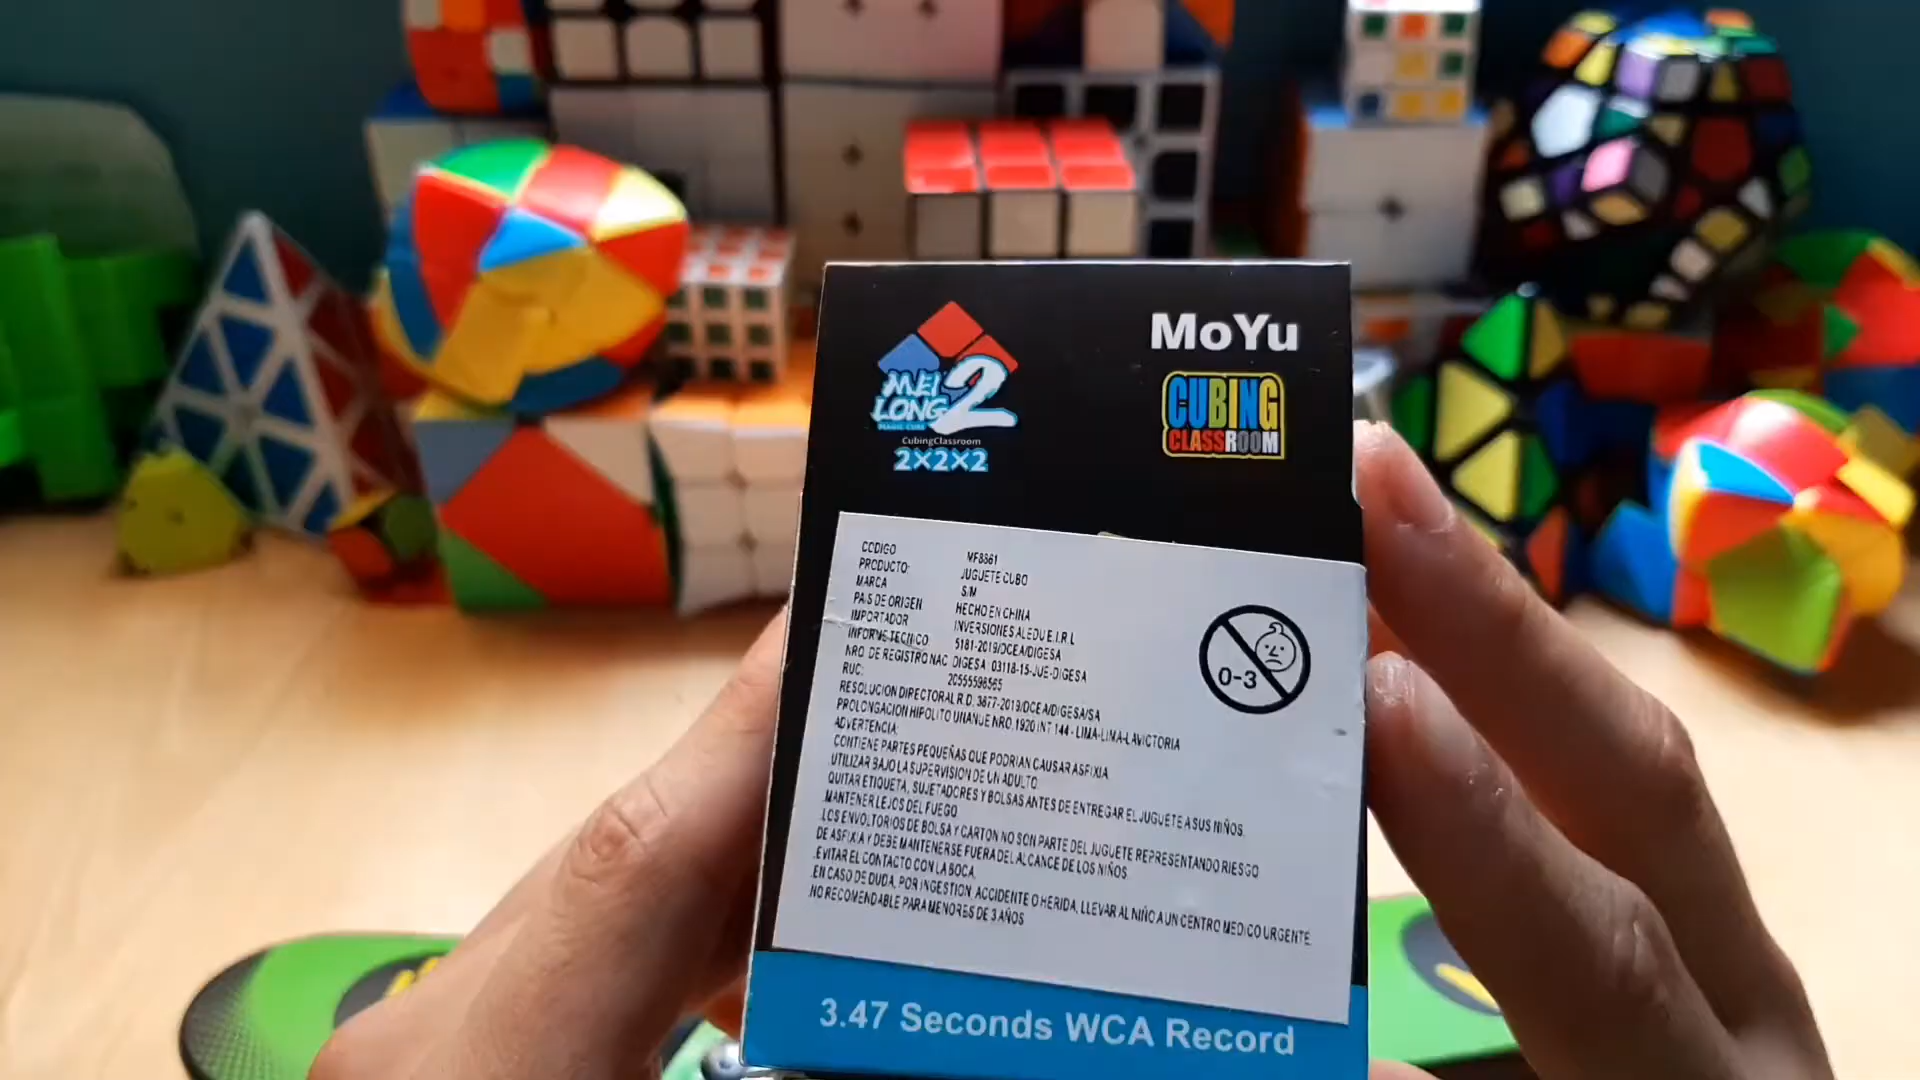 MEI LONG 2
MAGIC CUBE
CubingClassroom
2×2×2
MoYu
CUBING
CLASSROOM
CODIGO MF8861
PRODUCTO: JUGUETE CUBO
MARCA S/M
PAIS DE ORIGEN HECHO EN CHINA
IMPORTADOR INVERSIONES ALEDU E.I.R.L
INFORME TECNICO 5181-2019/DCEA/DIGESA
NRO. DE REGISTRO NAC DIGESA 03118-15-JUE-DIGESA
RUC: 20555598565
RESOLUCION DIRECTORAL R.D. 3877-2019/DCEA/DIGESA/SA
PROLONGACION HIPOLITO UNANUE NRO. 1920 INT 144 - LIMA-LIMA-LAVICTORIA
ADVERTENCIA:
CONTIENE PARTES PEQUEÑAS QUE PODRIAN CAUSAR ASFIXIA
.UTILIZAR BAJO LA SUPERVISION DE UN ADULTO.
QUITAR ETIQUETA, SUJETADORES Y BOLSAS ANTES DE ENTREGAR EL JUGUETE A SUS NIÑOS.
.MANTENER LEJOS DEL FUEGO
.LOS ENVOLTORIOS DE BOLSA Y CARTON NO SON PARTE DEL JUGUETE REPRESENTANDO RIESGO
DE ASFIXIA Y DEBE MANTENERSE FUERA DEL ALCANCE DE LOS NIÑOS
.EVITAR EL CONTACTO CON LA BOCA.
.EN CASO DE DUDA, POR INGESTION, ACCIDENTE O HERIDA, LLEVAR AL NIÑO A UN CENTRO MEDICO URGENTE.
.NO RECOMENDABLE PARA MENORES DE 3 AÑOS
0-3
3.47 Seconds WCA Record